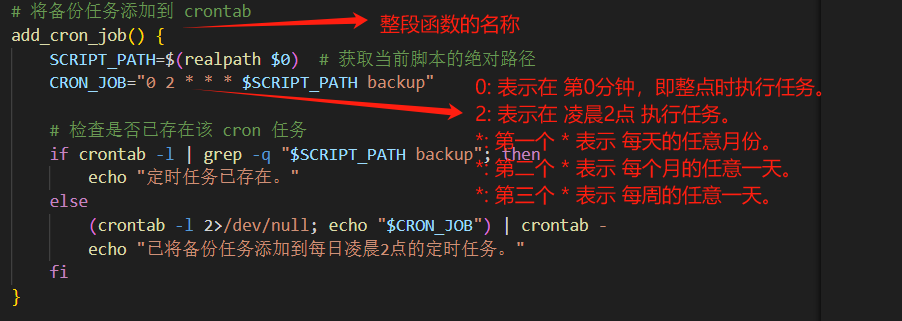 # 将备份任务添加到 crontab
整段函数的名称
add_cron_job() {
SCRIPT_PATH=$(realpath $0)  # 获取当前脚本的绝对路径
CRON_JOB="0 2 * * * $SCRIPT_PATH backup"
0: 表示在 第0分钟，即整点时执行任务。
2: 表示在 凌晨2点 执行任务。
# 检查是否已存在该 cron 任务
*: 第一个 * 表示 每天的任意月份。
if crontab -l | grep -q "$SCRIPT_PATH backup"; then
*: 第二个 * 表示 每个月的任意一天。
echo "定时任务已存在。"
*: 第三个 * 表示 每周的任意一天。
else
(crontab -l 2>/dev/null; echo "$CRON_JOB") | crontab -
echo "已将备份任务添加到每日凌晨2点的定时任务。"
fi
}